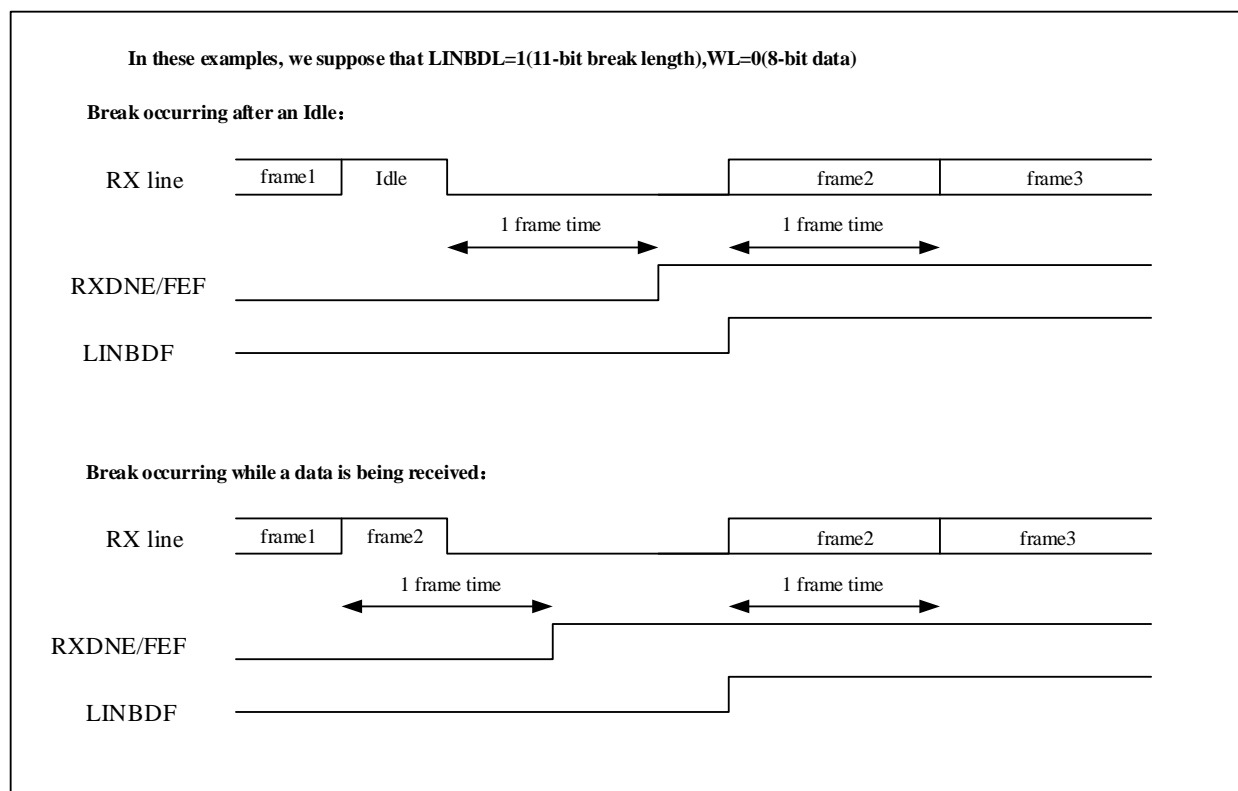 In these examples, we suppose that LINBDL=1(11-bit break length),WL=0(8-bit data)
Break occurring after an Idle：
RX line frame1 Idle frame2 frame3
1 frame time 1 frame time
RXDNE/FEF
LINBDF
Break occurring while a data is being received：
RX line frame1 frame2 frame2 frame3
1 frame time 1 frame time
RXDNE/FEF
LINBDF